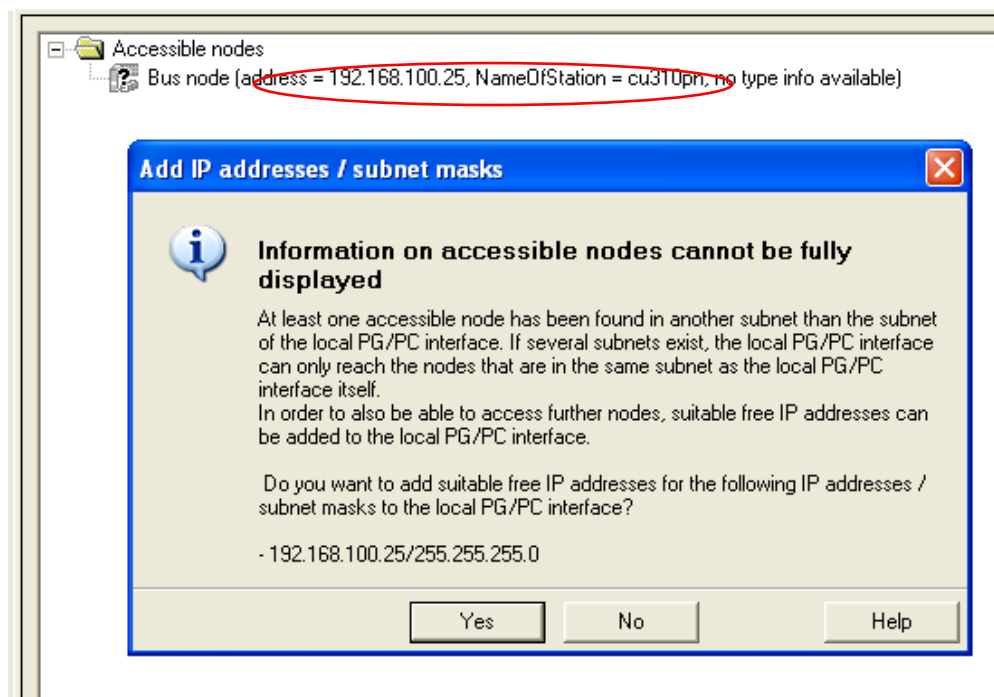 Accessible nodes
Bus node (address = 192.168.100.25, NameOfStation = cu310pn, no type info available)
Add IP addresses / subnet masks
Information on accessible nodes cannot be fully
displayed
At least one accessible node has been found in another subnet than the subnet
of the local PG/PC interface. If several subnets exist, the local PG/PC interface
can only reach the nodes that are in the same subnet as the local PG/PC
interface itself.
In order to also be able to access further nodes, suitable free IP addresses can
be added to the local PG/PC interface.
Do you want to add suitable free IP addresses for the following IP addresses /
subnet masks to the local PG/PC interface?
- 192.168.100.25/255.255.255.0
Yes
No
Help